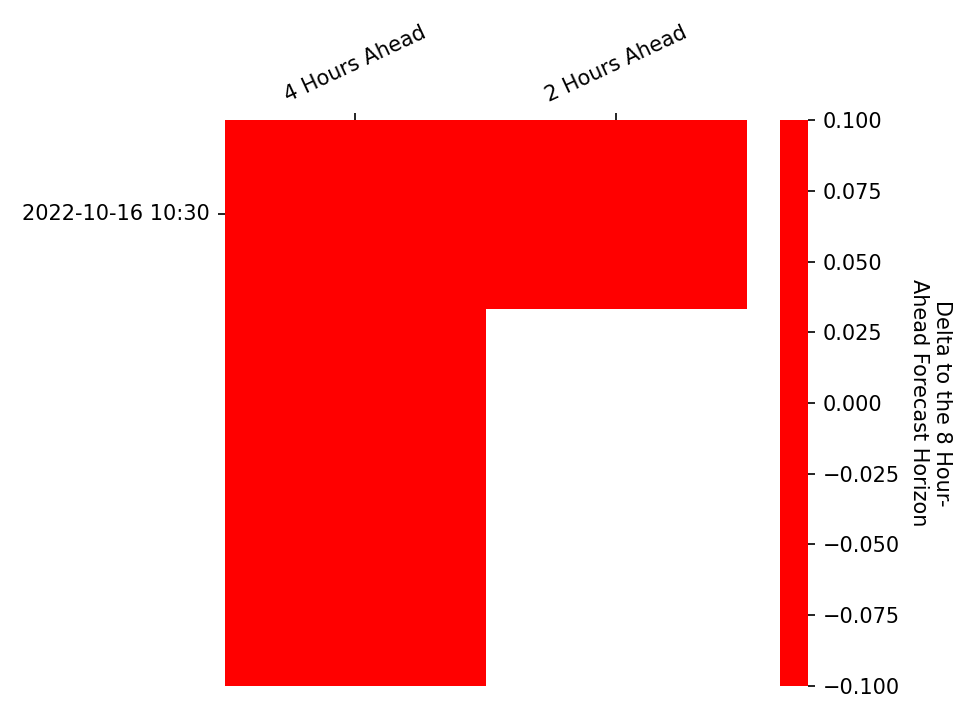 4 Hours Ahead
2 Hours Ahead
2022-10-16 10:30
0.100
0.075
0.050
0.025
0.000
−0.025
−0.050
−0.075
−0.100
Delta to the 8 Hour-
Ahead Forecast Horizon